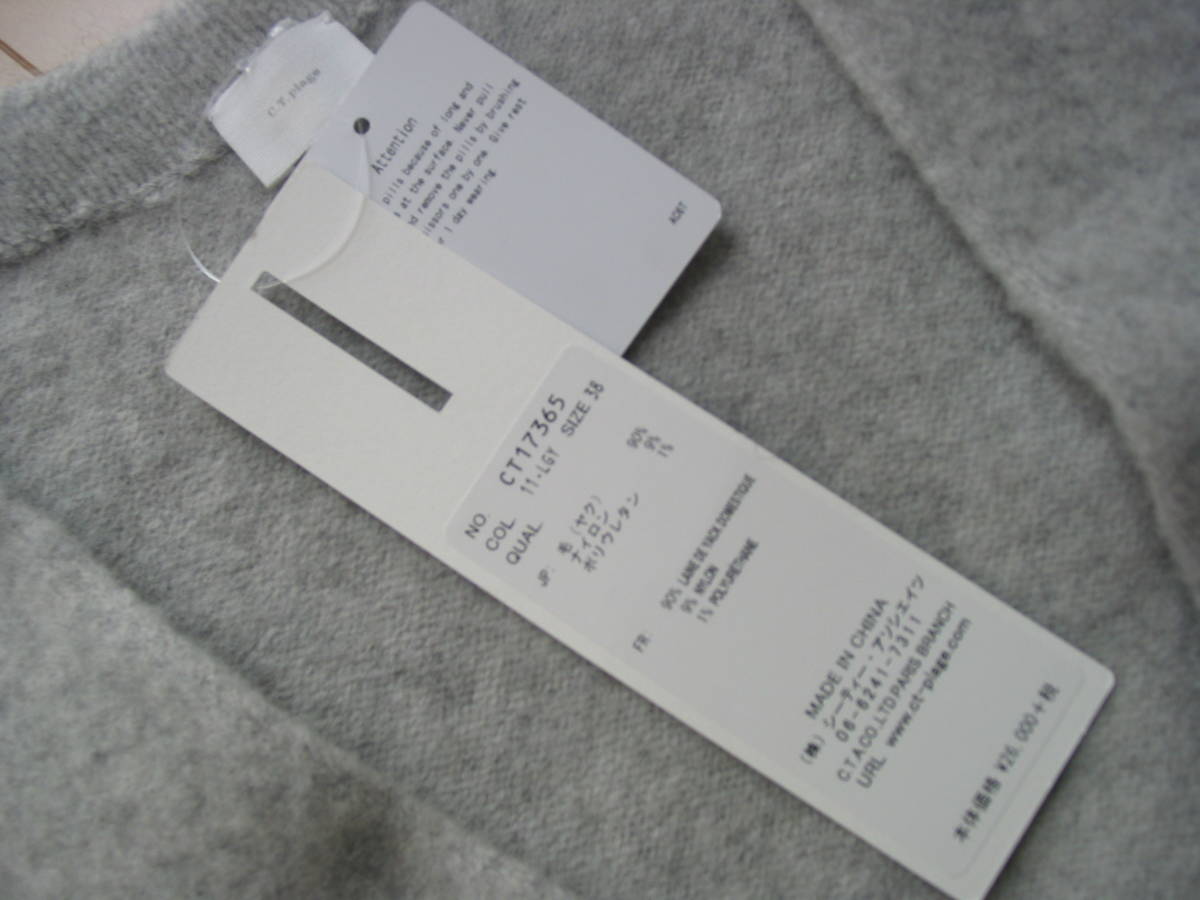 c.t.plage
Attention
pills because of long and
at the surface. Never pull
nd remove the pills by brushing
issors one by one. Give rest
r 1 day wearing.
NO. CT17365
COL 11-LGY SIZE 38
QUAL
JP: 毛(ヤク) 90%
ナイロン 9%
ポリウレタン 1%
FR: 90% LAINE DE YACK DOMESTIQUE
9% NYLON
1% POLYURETHANE
MADE IN CHINA
(株)シーティー・アソシエイツ
06-6241-7311
C.T.A.CO.,LTD.PARIS BRANCH
URL www.ct-plage.com
本体価格 ¥26,000+税